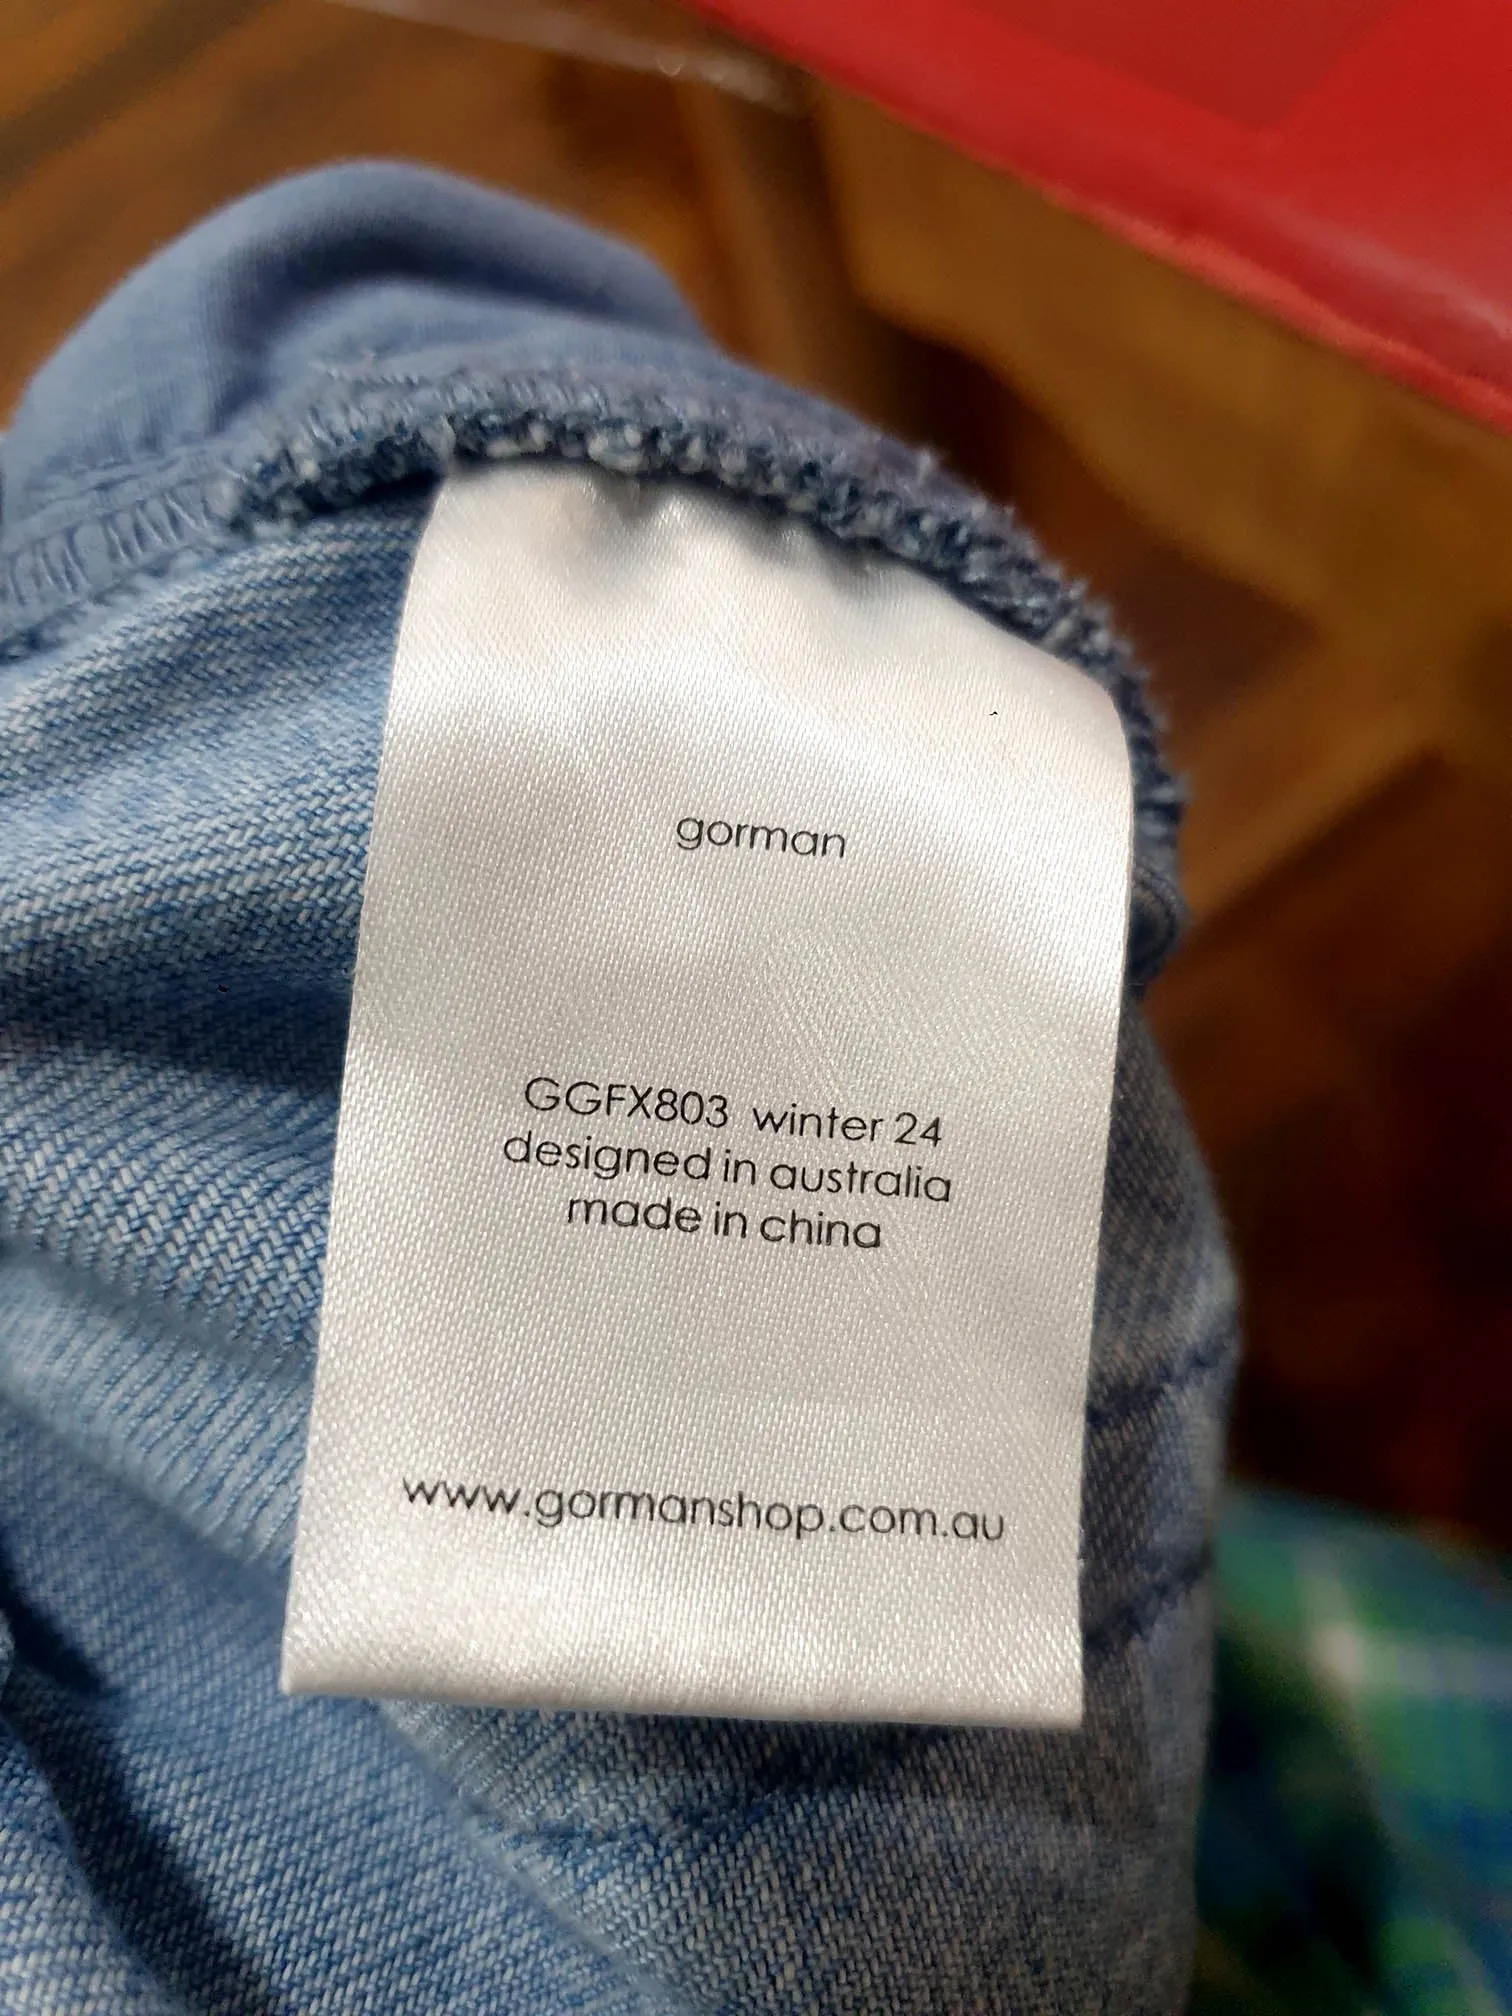 gorman
GGFX803 winter 24
designed in australia
made in china
www.gormanshop.com.au